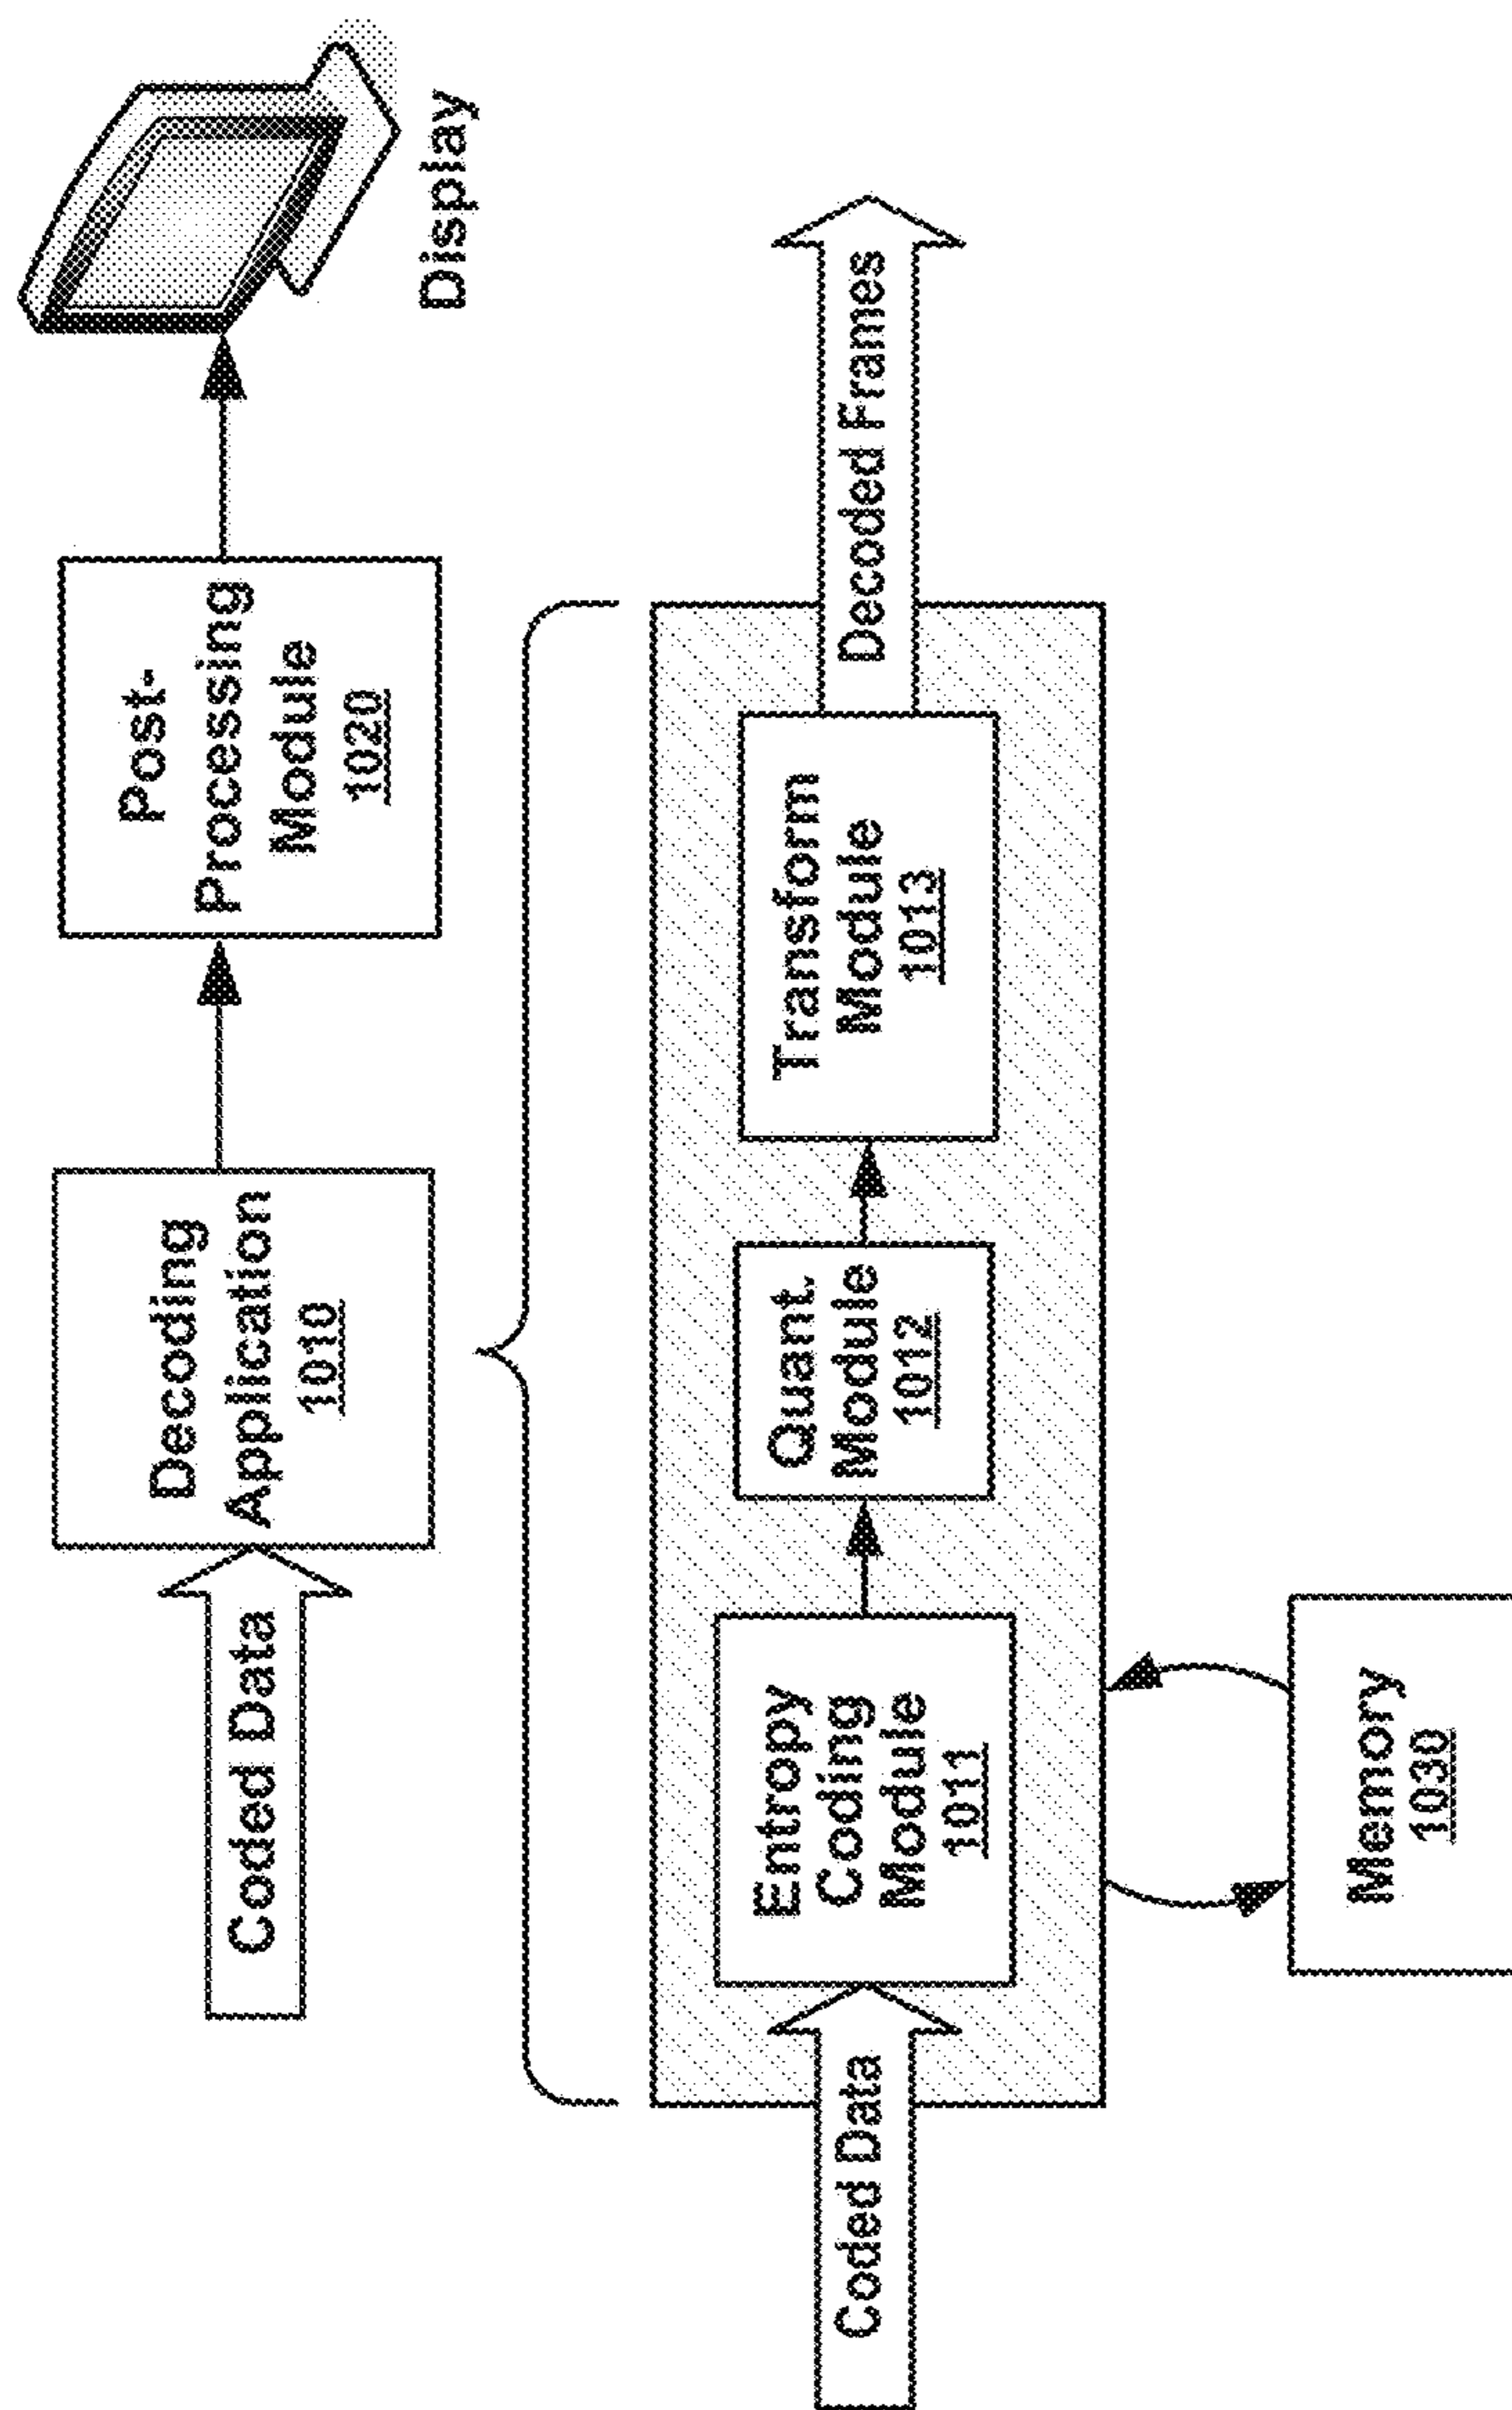 Coded Data
Decoding
Application
1010
Post-
Processing
Module
1020
Display
Coded Data
Entropy
Coding
Module
1011
Quant.
Module
1012
Transform
Module
1013
Decoded Frames
Memory
1030